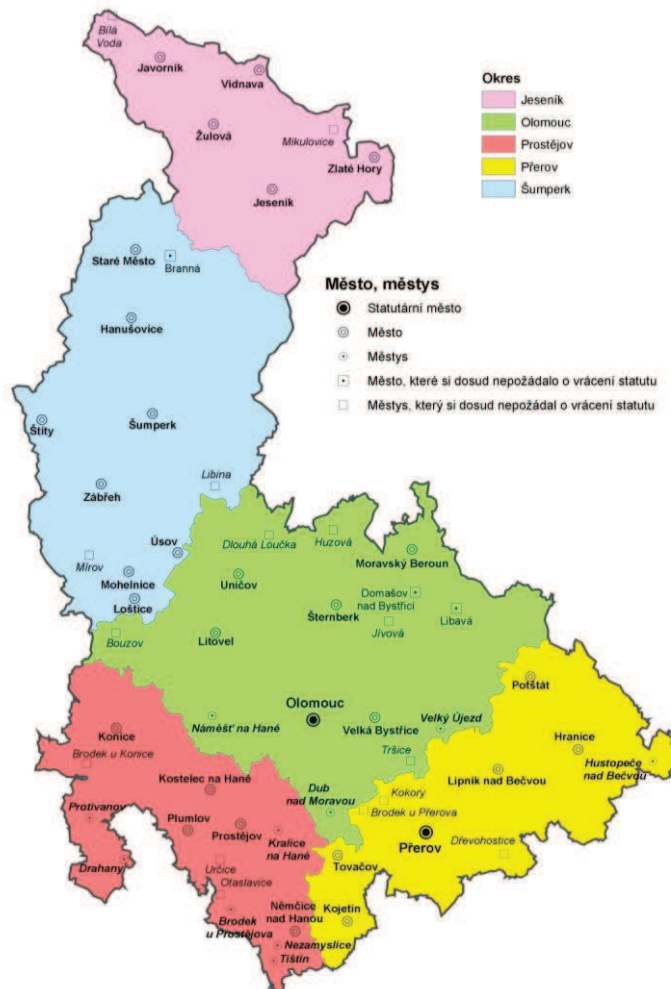 Bílá
Voda
Javorník
Vidnava
Žulová
Mikulovice
Zlaté Hory
Jeseník
Okres
Jeseník
Olomouc
Prostějov
Přerov
Šumperk
Staré Město
Branná
Hanušovice
Město, městys
Statutární město
Město
Městys
Město, které si dosud nepožádalo o vrácení statutu
Městys, který si dosud nepožádal o vrácení statutu
Štíty
Šumperk
Zábřeh
Libina
Úsov
Mírov
Mohelnice
Loštice
Dlouhá Loučka
Huzová
Moravský Beroun
Uničov
Domašov
nad Bystřicí
Šternberk
Libavá
Jívová
Bouzov
Litovel
Potštát
Olomouc
Náměšť na Hané
Velká Bystřice
Velký Újezd
Hranice
Hustopeče
nad Bečvou
Konice
Brodek u Konice
Tršice
Lipník nad Bečvou
Kostelec na Hané
Dub
nad Moravou
Kokory
Brodek u Přerova
Protivanov
Plumlov
Prostějov
Kralice
na Hané
Přerov
Dřevohostice
Drahany
Určice
Otaslavice
Tovačov
Němčice
nad Hanou
Kojetín
Brodek
u Prostějova
Nezamyslice
Tištín